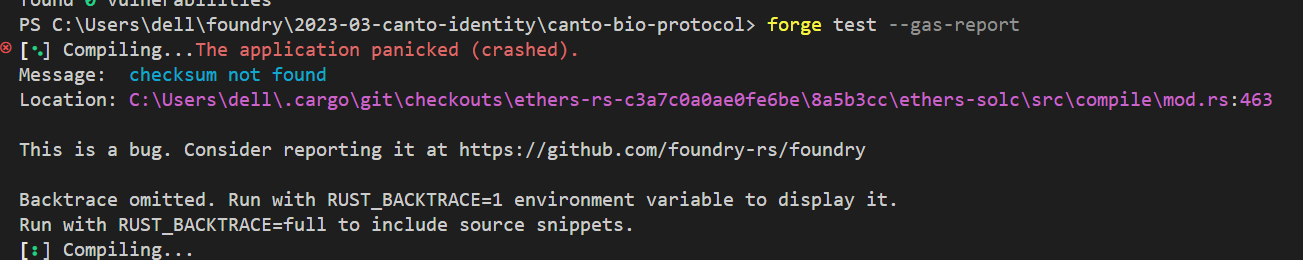 found 0 vulnerabilities
PS C:\Users\dell\foundry\2023-03-canto-identity\canto-bio-protocol> forge test --gas-report
[⠢] Compiling...The application panicked (crashed).
Message:  checksum not found
Location: C:\Users\dell\.cargo\git\checkouts\ethers-rs-c3a7c0a0ae0fe6be\8a5b3cc\ethers-solc\src\compile\mod.rs:463
This is a bug. Consider reporting it at https://github.com/foundry-rs/foundry
Backtrace omitted. Run with RUST_BACKTRACE=1 environment variable to display it.
Run with RUST_BACKTRACE=full to include source snippets.
[⠆] Compiling...